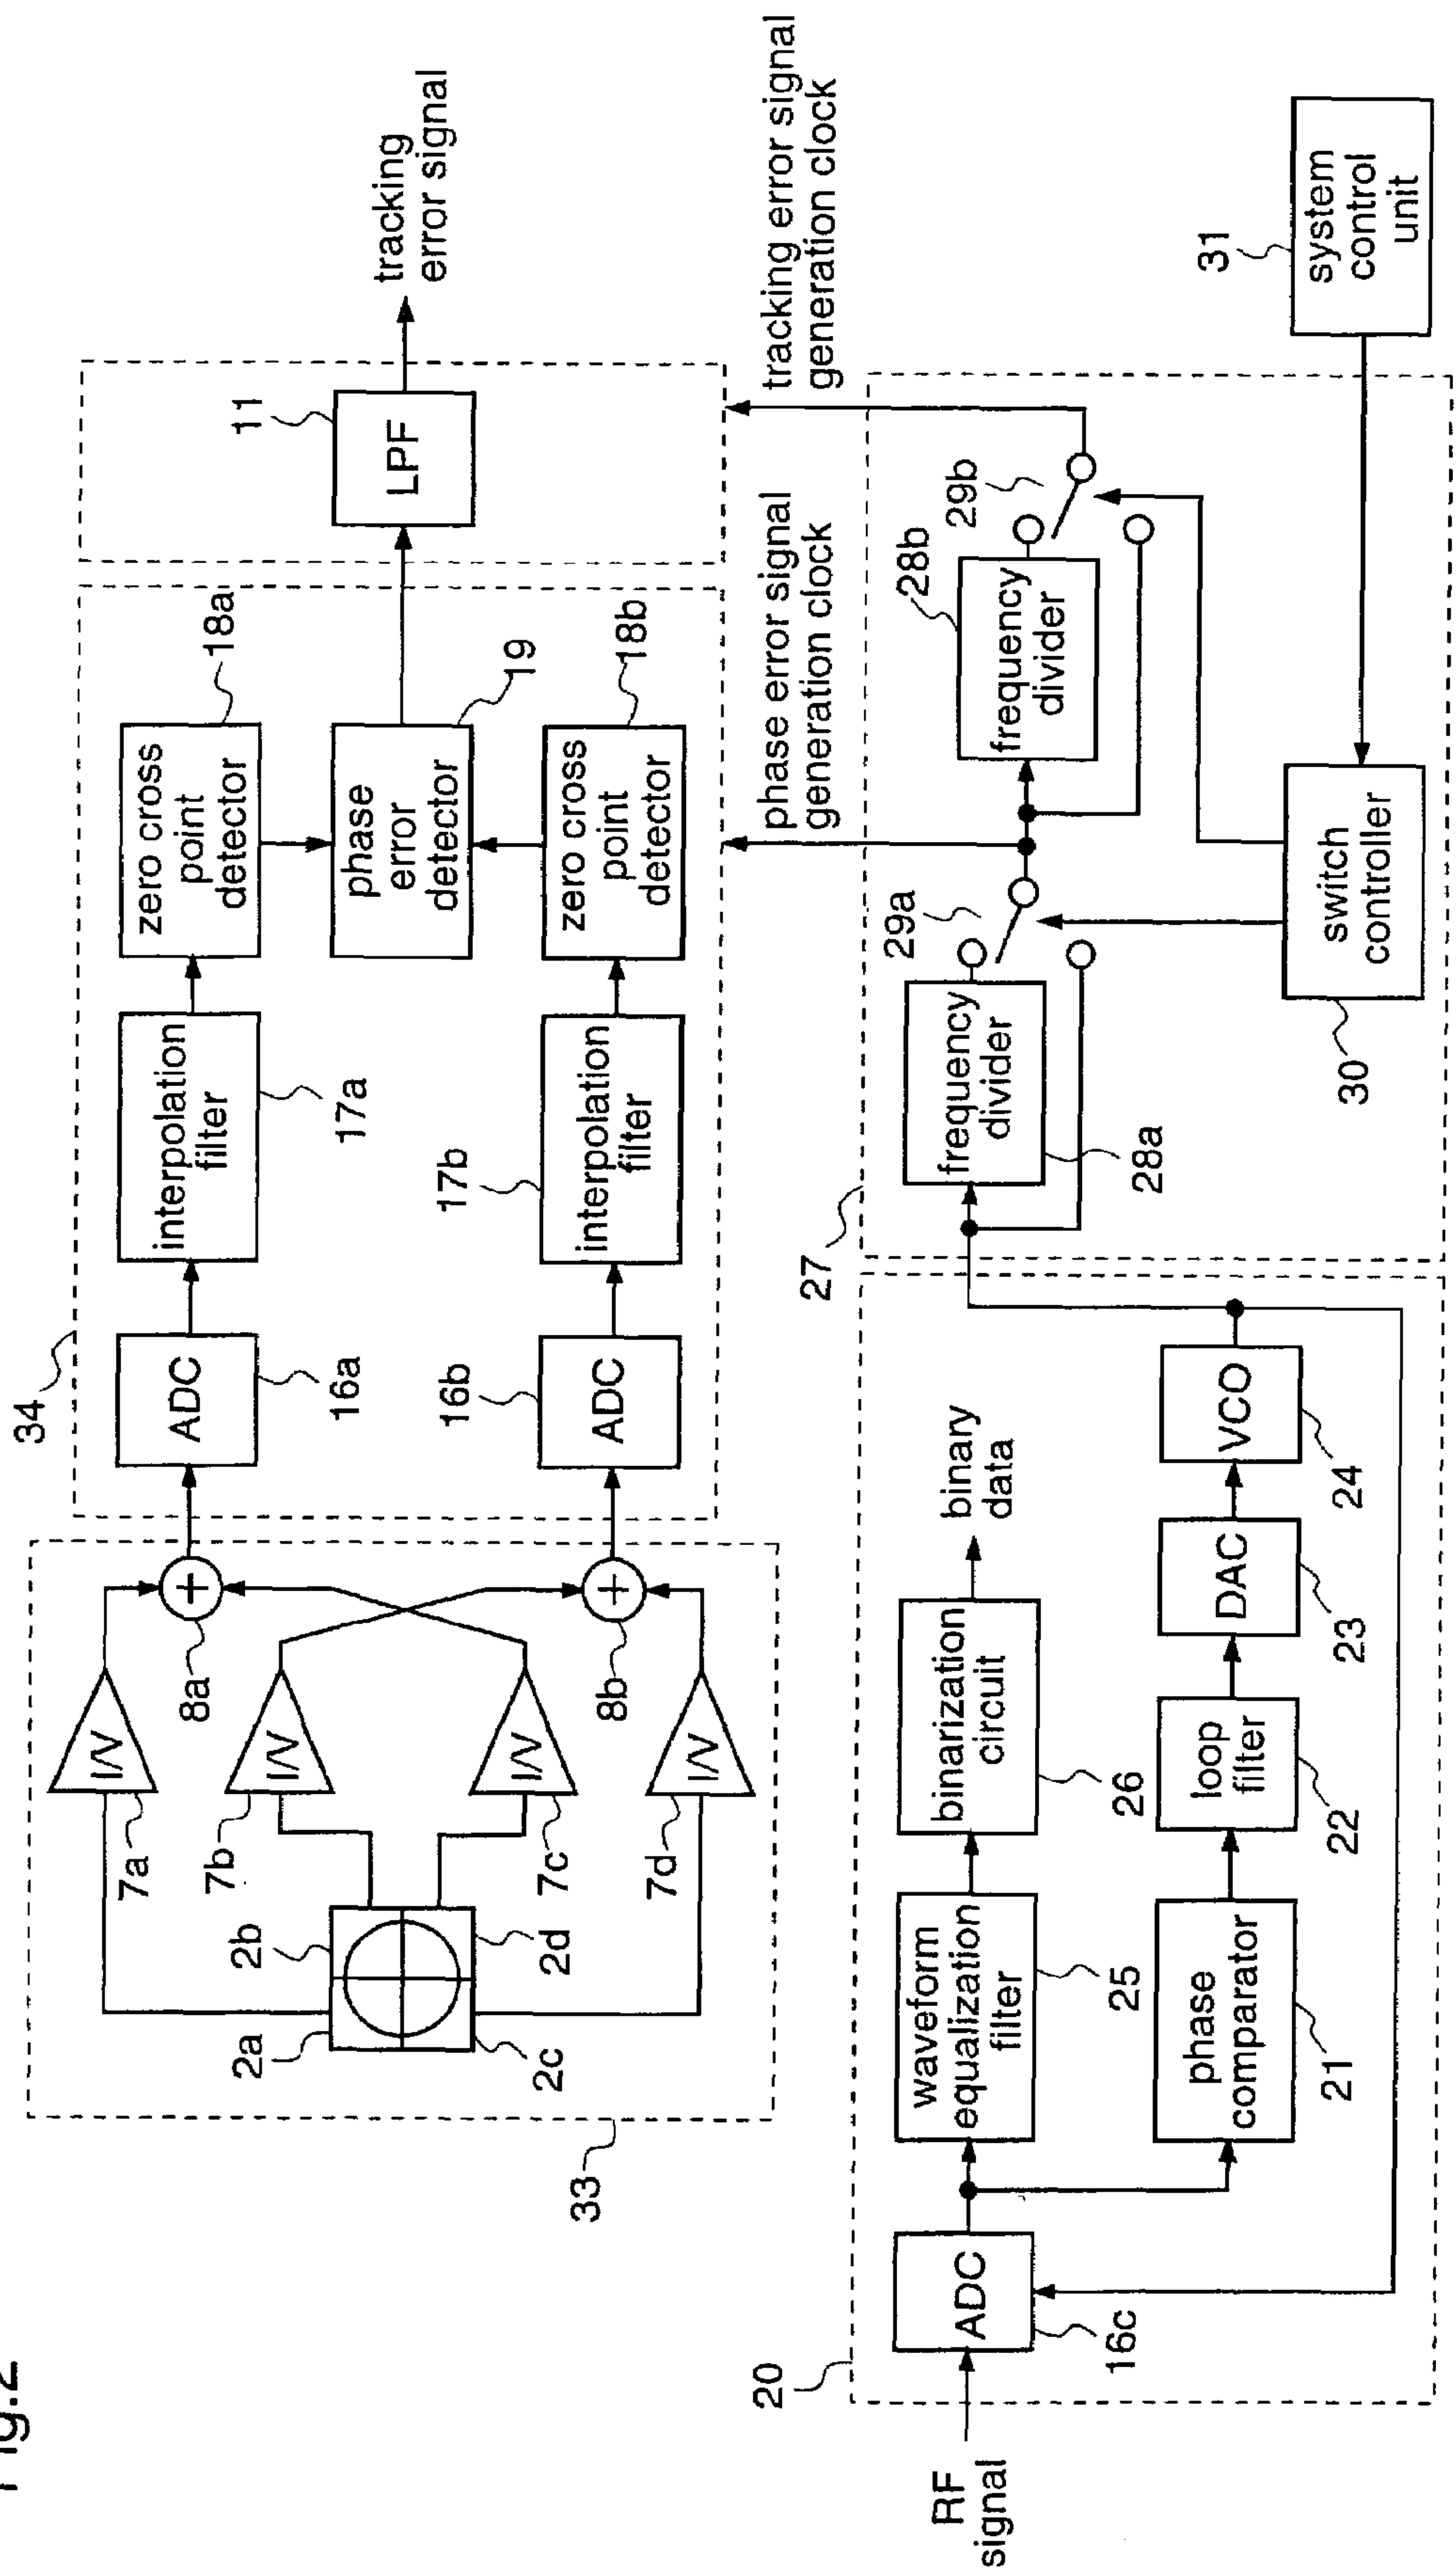 Fig.2
33
2a
2b
2c
2d
7a
7b
7c
7d
I/V
I/V
I/V
I/V
8a
8b
+
+
34
ADC
16a
ADC
16b
interpolation
filter
17a
interpolation
filter
17b
zero cross
point
detector
18a
phase
error
detector
19
zero cross
point
detector
18b
LPF
11
tracking
error signal
phase error signal
generation clock
tracking error signal
generation clock
20
RF
signal
ADC
16c
waveform
equalization
filter
25
binarization
circuit
26
binary
data
phase
comparator
21
loop
filter
22
DAC
23
VCO
24
27
frequency
divider
28a
29a
frequency
divider
28b
29b
switch
controller
30
system
control
unit
31